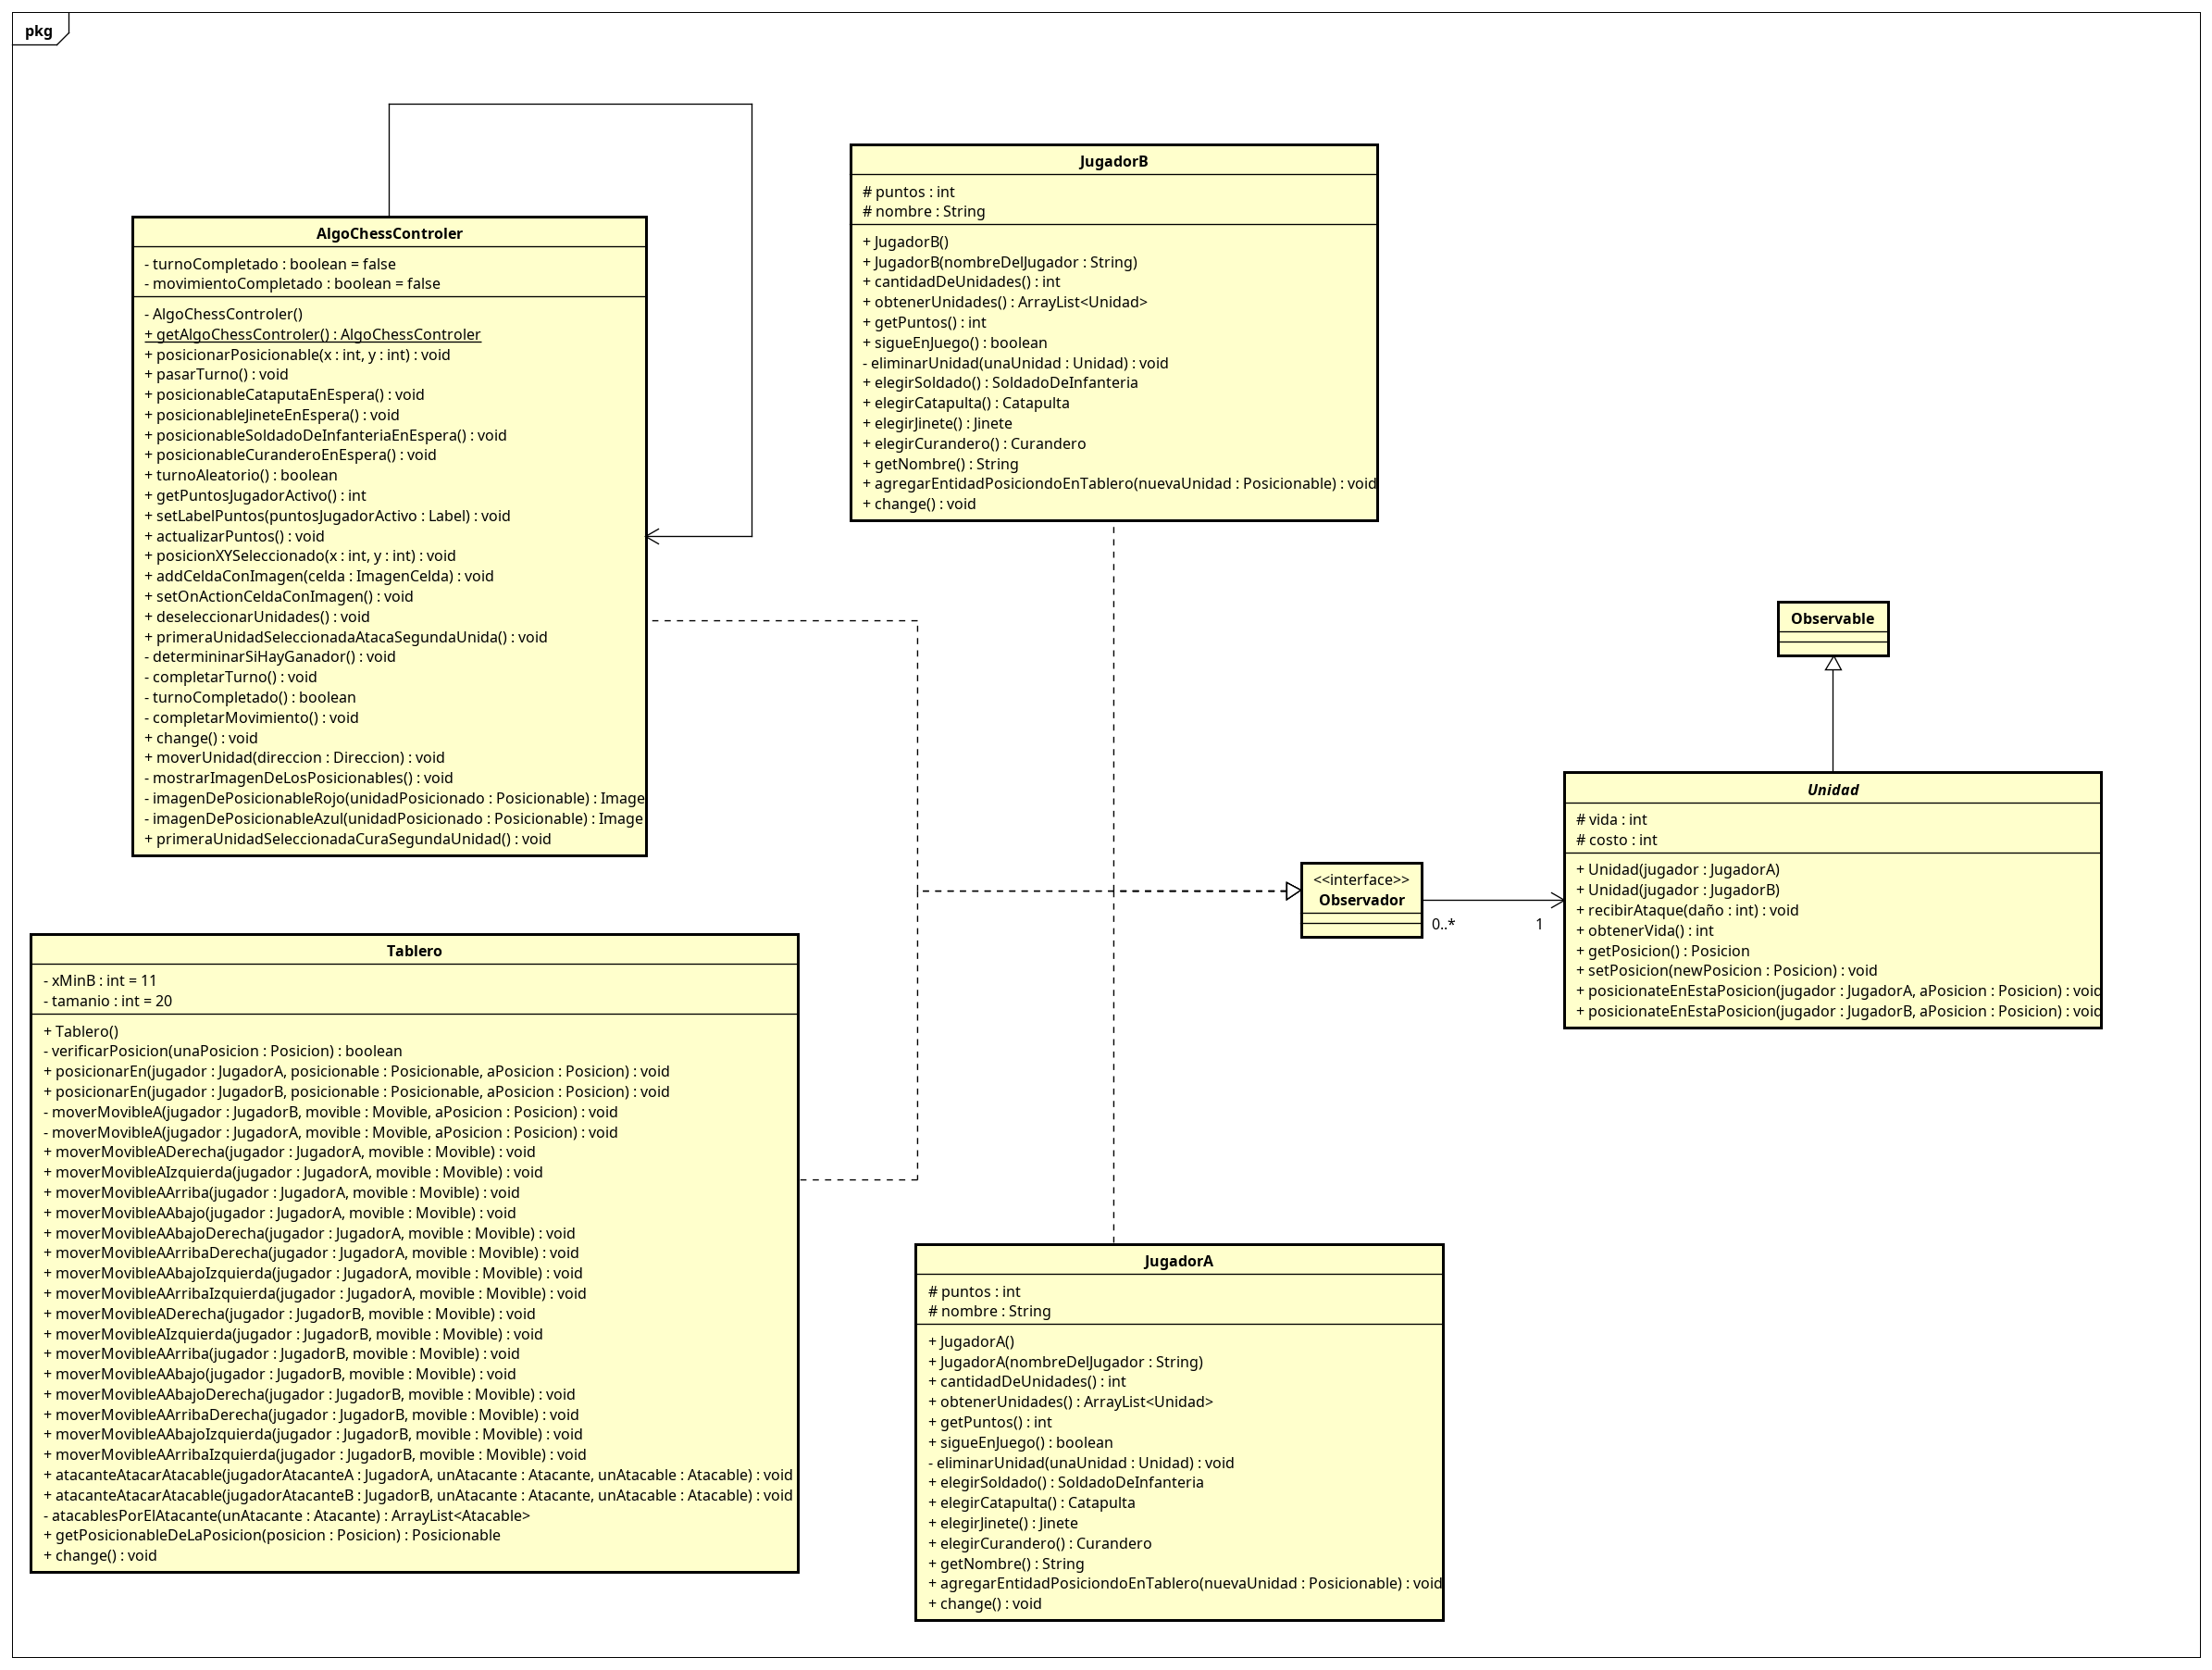 pkg
AlgoChessControler
- turnoCompletado : boolean = false
- movimientoCompletado : boolean = false
- AlgoChessControler()
+ getAlgoChessControler() : AlgoChessControler
+ posicionarPosicionable(x : int, y : int) : void
+ pasarTurno() : void
+ posicionableCataputaEnEspera() : void
+ posicionableJineteEnEspera() : void
+ posicionableSoldadoDeInfanteriaEnEspera() : void
+ posicionableCuranderoEnEspera() : void
+ turnoAleatorio() : boolean
+ getPuntosJugadorActivo() : int
+ setLabelPuntos(puntosJugadorActivo : Label) : void
+ actualizarPuntos() : void
+ posicionXYSeleccionado(x : int, y : int) : void
+ addCeldaConImagen(celda : ImagenCelda) : void
+ setOnActionCeldaConImagen() : void
+ deseleccionarUnidades() : void
+ primeraUnidadSeleccionadaAtacaSegundaUnida() : void
- determininarSiHayGanador() : void
- completarTurno() : void
- turnoCompletado() : boolean
- completarMovimiento() : void
+ change() : void
+ moverUnidad(direccion : Direccion) : void
- mostrarImagenDeLosPosicionables() : void
- imagenDePosicionableRojo(unidadPosicionado : Posicionable) : Image
- imagenDePosicionableAzul(unidadPosicionado : Posicionable) : Image
+ primeraUnidadSeleccionadaCuraSegundaUnidad() : void
JugadorB
# puntos : int
# nombre : String
+ JugadorB()
+ JugadorB(nombreDelJugador : String)
+ cantidadDeUnidades() : int
+ obtenerUnidades() : ArrayList<Unidad>
+ getPuntos() : int
+ sigueEnJuego() : boolean
- eliminarUnidad(unaUnidad : Unidad) : void
+ elegirSoldado() : SoldadoDeInfanteria
+ elegirCatapulta() : Catapulta
+ elegirJinete() : Jinete
+ elegirCurandero() : Curandero
+ getNombre() : String
+ agregarEntidadPosiciondoEnTablero(nuevaUnidad : Posicionable) : void
+ change() : void
Observable
Unidad
# vida : int
# costo : int
+ Unidad(jugador : JugadorA)
+ Unidad(jugador : JugadorB)
+ recibirAtaque(daño : int) : void
+ obtenerVida() : int
+ getPosicion() : Posicion
+ setPosicion(newPosicion : Posicion) : void
+ posicionateEnEstaPosicion(jugador : JugadorA, aPosicion : Posicion) : void
+ posicionateEnEstaPosicion(jugador : JugadorB, aPosicion : Posicion) : void
<<interface>>
Observador
0..* 1
Tablero
- xMinB : int = 11
- tamanio : int = 20
+ Tablero()
- verificarPosicion(unaPosicion : Posicion) : boolean
+ posicionarEn(jugador : JugadorA, posicionable : Posicionable, aPosicion : Posicion) : void
+ posicionarEn(jugador : JugadorB, posicionable : Posicionable, aPosicion : Posicion) : void
- moverMovibleA(jugador : JugadorB, movible : Movible, aPosicion : Posicion) : void
- moverMovibleA(jugador : JugadorA, movible : Movible, aPosicion : Posicion) : void
+ moverMovibleADerecha(jugador : JugadorA, movible : Movible) : void
+ moverMovibleAIzquierda(jugador : JugadorA, movible : Movible) : void
+ moverMovibleAArriba(jugador : JugadorA, movible : Movible) : void
+ moverMovibleAAbajo(jugador : JugadorA, movible : Movible) : void
+ moverMovibleAAbajoDerecha(jugador : JugadorA, movible : Movible) : void
+ moverMovibleAArribaDerecha(jugador : JugadorA, movible : Movible) : void
+ moverMovibleAAbajoIzquierda(jugador : JugadorA, movible : Movible) : void
+ moverMovibleAArribaIzquierda(jugador : JugadorA, movible : Movible) : void
+ moverMovibleADerecha(jugador : JugadorB, movible : Movible) : void
+ moverMovibleAIzquierda(jugador : JugadorB, movible : Movible) : void
+ moverMovibleAArriba(jugador : JugadorB, movible : Movible) : void
+ moverMovibleAAbajo(jugador : JugadorB, movible : Movible) : void
+ moverMovibleAAbajoDerecha(jugador : JugadorB, movible : Movible) : void
+ moverMovibleAArribaDerecha(jugador : JugadorB, movible : Movible) : void
+ moverMovibleAAbajoIzquierda(jugador : JugadorB, movible : Movible) : void
+ moverMovibleAArribaIzquierda(jugador : JugadorB, movible : Movible) : void
+ atacanteAtacarAtacable(jugadorAtacanteA : JugadorA, unAtacante : Atacante, unAtacable : Atacable) : void
+ atacanteAtacarAtacable(jugadorAtacanteB : JugadorB, unAtacante : Atacante, unAtacable : Atacable) : void
- atacablesPorElAtacante(unAtacante : Atacante) : ArrayList<Atacable>
+ getPosicionableDeLaPosicion(posicion : Posicion) : Posicionable
+ change() : void
JugadorA
# puntos : int
# nombre : String
+ JugadorA()
+ JugadorA(nombreDelJugador : String)
+ cantidadDeUnidades() : int
+ obtenerUnidades() : ArrayList<Unidad>
+ getPuntos() : int
+ sigueEnJuego() : boolean
- eliminarUnidad(unaUnidad : Unidad) : void
+ elegirSoldado() : SoldadoDeInfanteria
+ elegirCatapulta() : Catapulta
+ elegirJinete() : Jinete
+ elegirCurandero() : Curandero
+ getNombre() : String
+ agregarEntidadPosiciondoEnTablero(nuevaUnidad : Posicionable) : void
+ change() : void